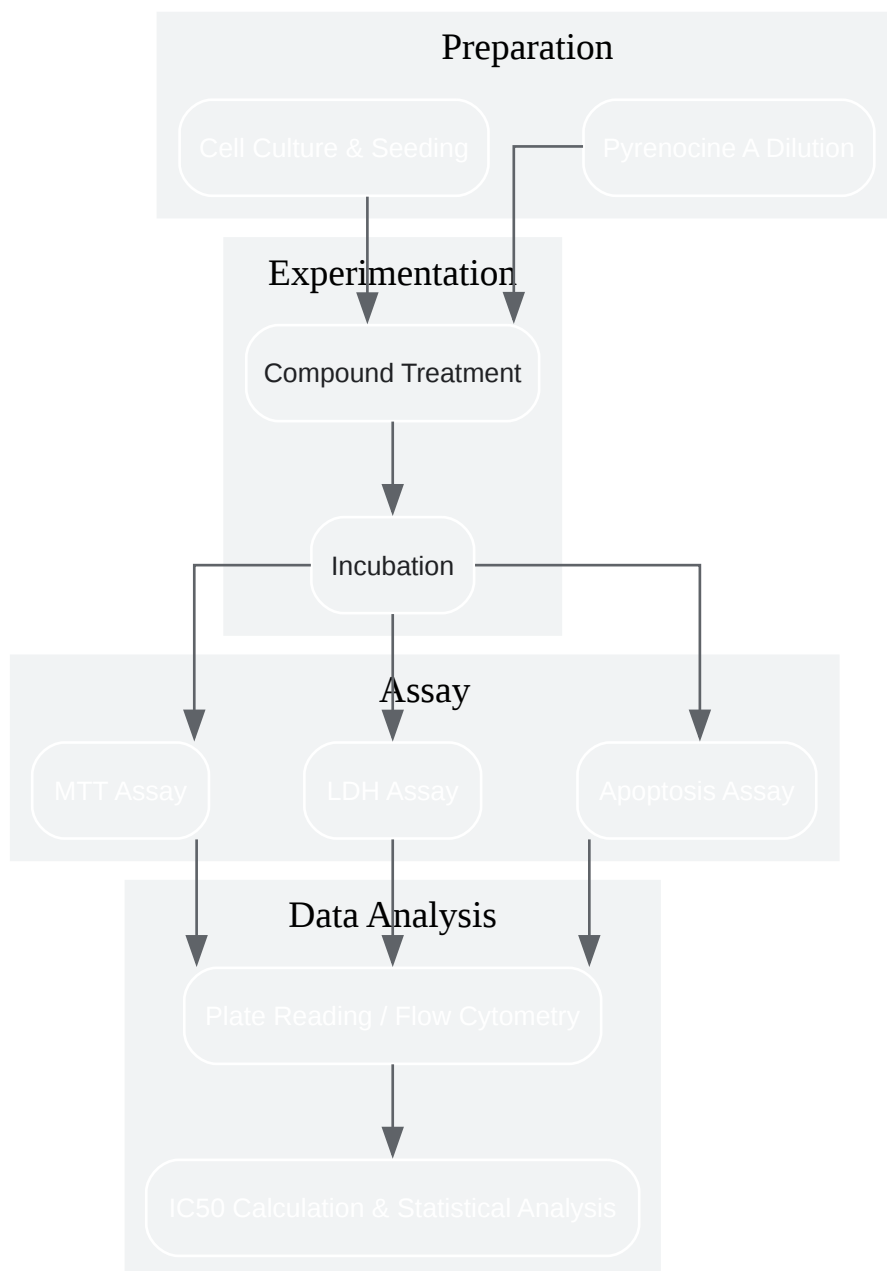 Preparation
Cell Culture & Seeding
Pyrenocine A Dilution
Experimentation
Compound Treatment
Incubation
Assay
MTT Assay
LDH Assay
Apoptosis Assay
Data Analysis
Plate Reading / Flow Cytometry
IC50 Calculation & Statistical Analysis